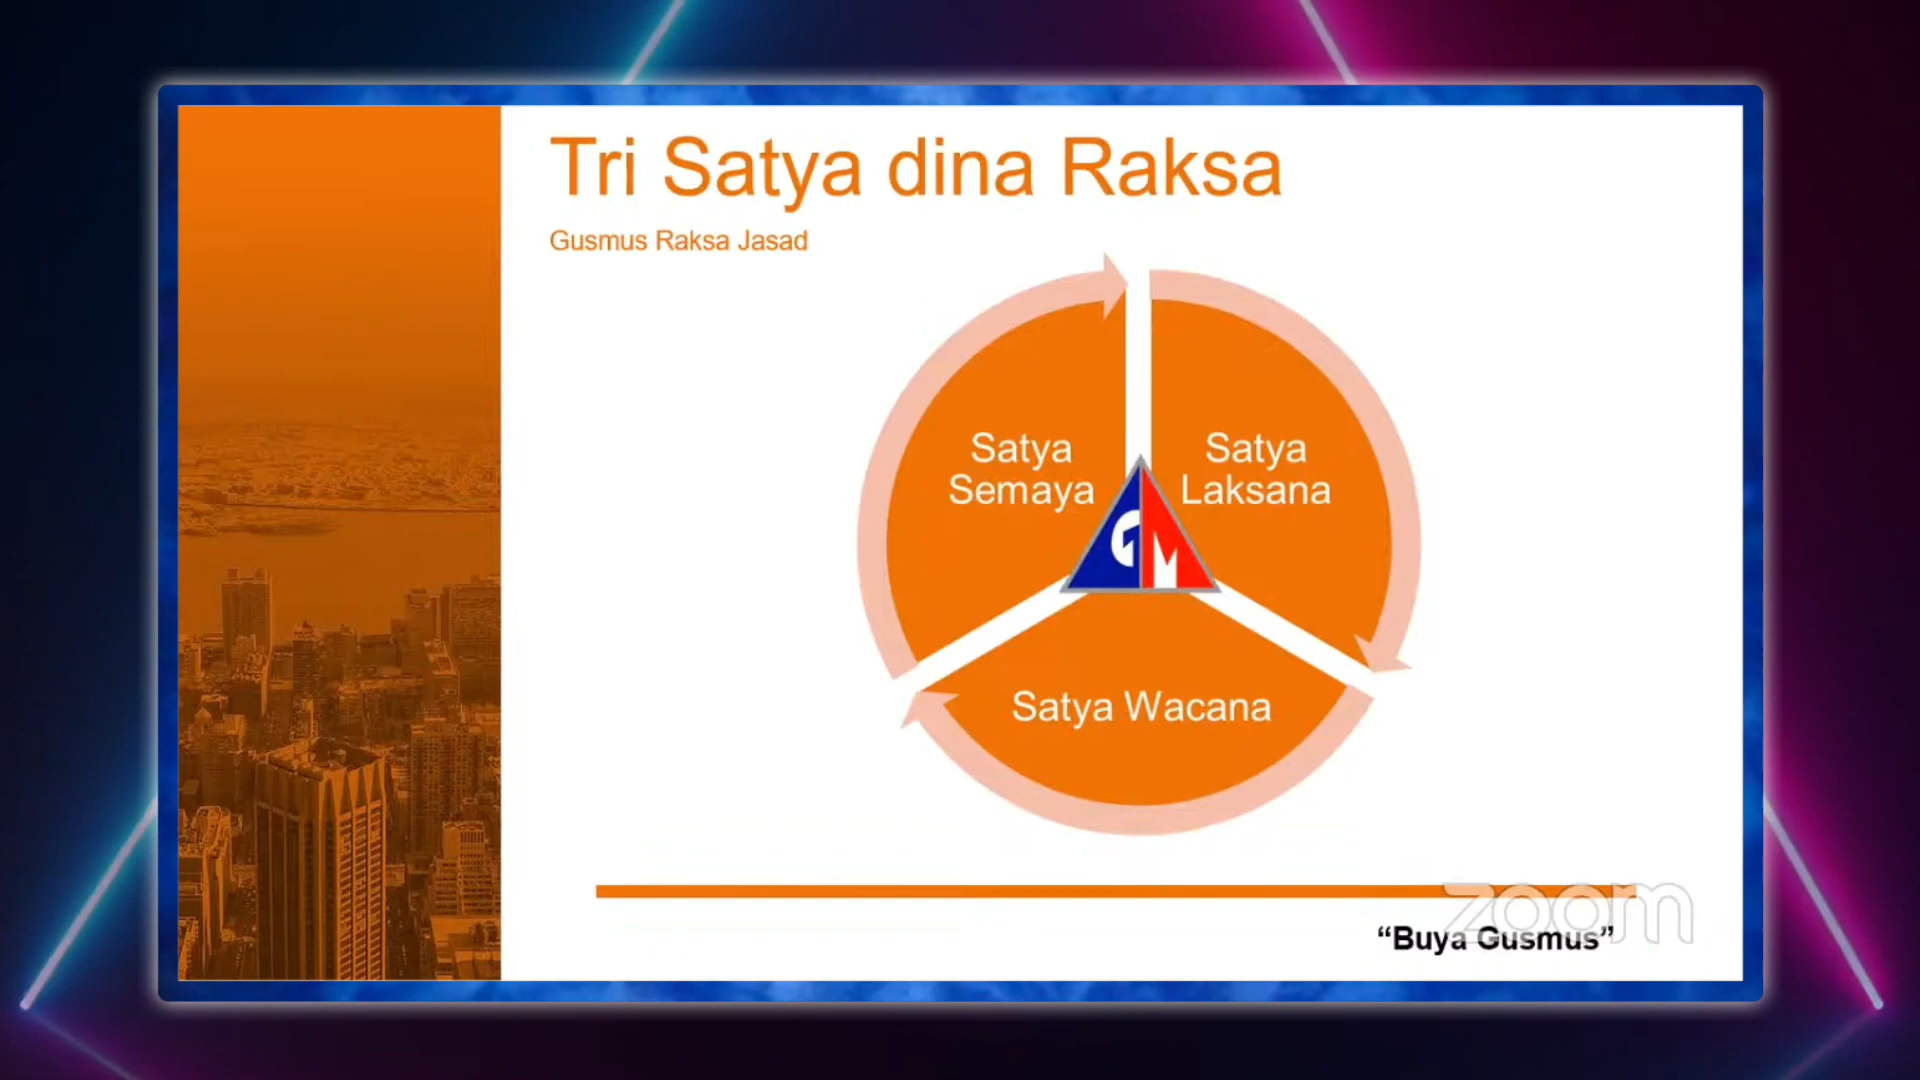 Tri Satya dina Raksa
Gusmus Raksa Jasad
Satya
Semaya
Satya
Laksana
GM
Satya Wacana
zoom
“Buya Gusmus”